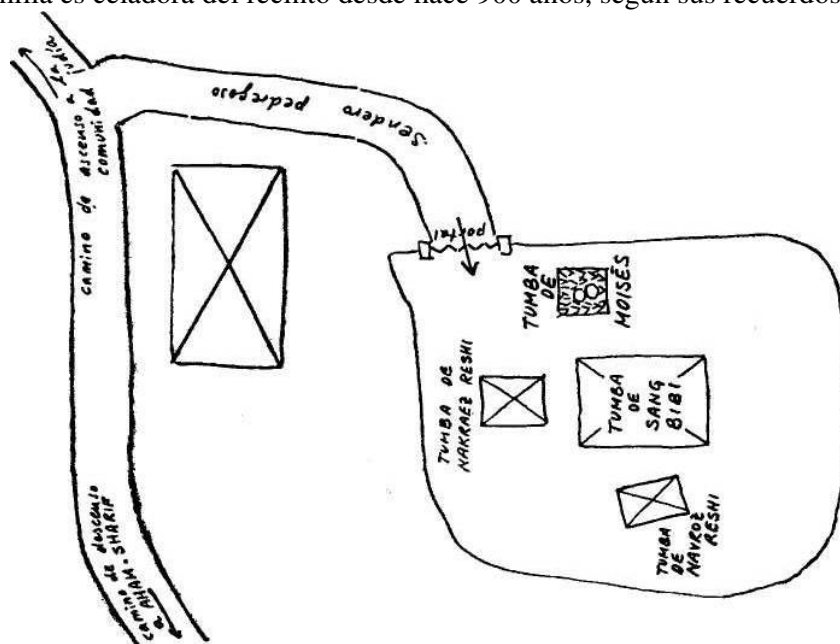 milia es celadora del recinto desde hace 900 años, según sus recuerdos
camino de ascenso a la
comunidad judía
Sendero pedregoso
portal
TUMBA
DE
MOISÉS
TUMBA DE
NAKRAEZ RESHI
TUMBA
DE
SANG
BIBI
TUMBA
DE
NAVROZ
RESHI
camino de descenso
a AHAM-SHARIF